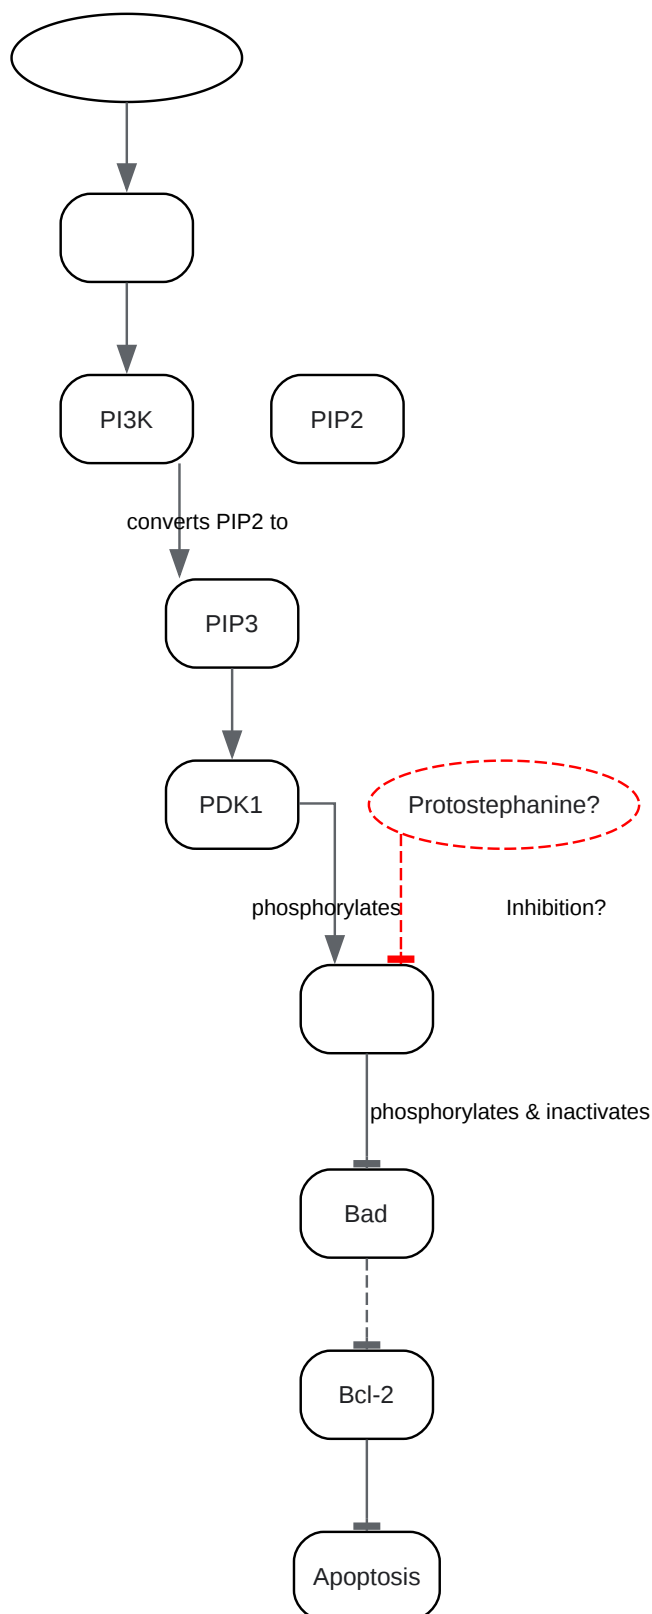 PI3K
PIP2
converts PIP2 to
PIP3
PDK1
Protostephanine?
phosphorylates
Inhibition?
phosphorylates & inactivates
Bad
Bcl-2
Apoptosis